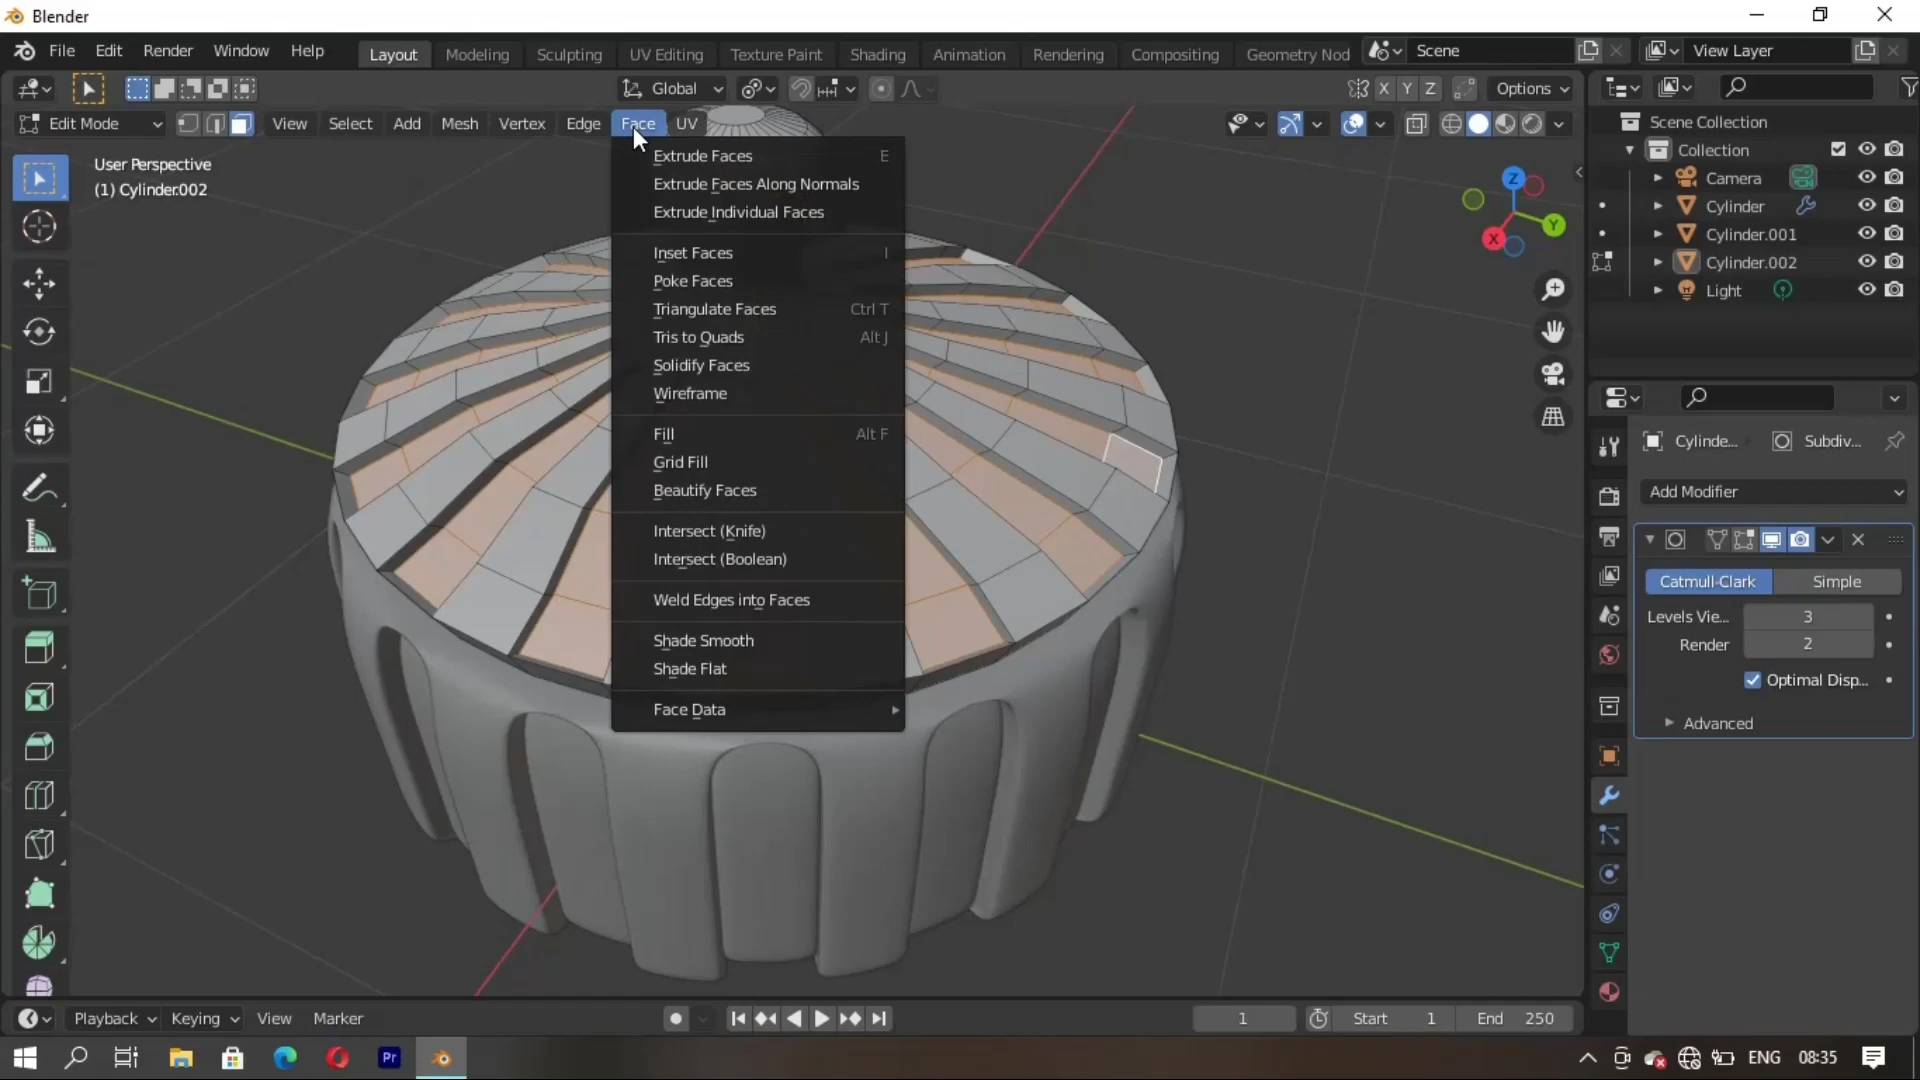 Blender
File Edit Render Window Help Layout Modeling Sculpting UV Editing Texture Paint Shading Animation Rendering Compositing Geometry Nod Scene View Layer
Global X Y Z Options
Edit Mode View Select Add Mesh Vertex Edge Face UV
User Perspective
(1) Cylinder.002
Extrude Faces E
Extrude Faces Along Normals
Extrude Individual Faces
Inset Faces I
Poke Faces
Triangulate Faces Ctrl T
Tris to Quads Alt J
Solidify Faces
Wireframe
Fill Alt F
Grid Fill
Beautify Faces
Intersect (Knife)
Intersect (Boolean)
Weld Edges into Faces
Shade Smooth
Shade Flat
Face Data
Z
Y
X
Scene Collection
Collection
Camera
Cylinder
Cylinder.001
Cylinder.002
Light
Cylinde... Subdiv...
Add Modifier
Catmull-Clark Simple
Levels Vie... 3
Render 2
Optimal Disp...
Advanced
Playback Keying View Marker 1 Start 1 End 250
Pr ENG 08:35